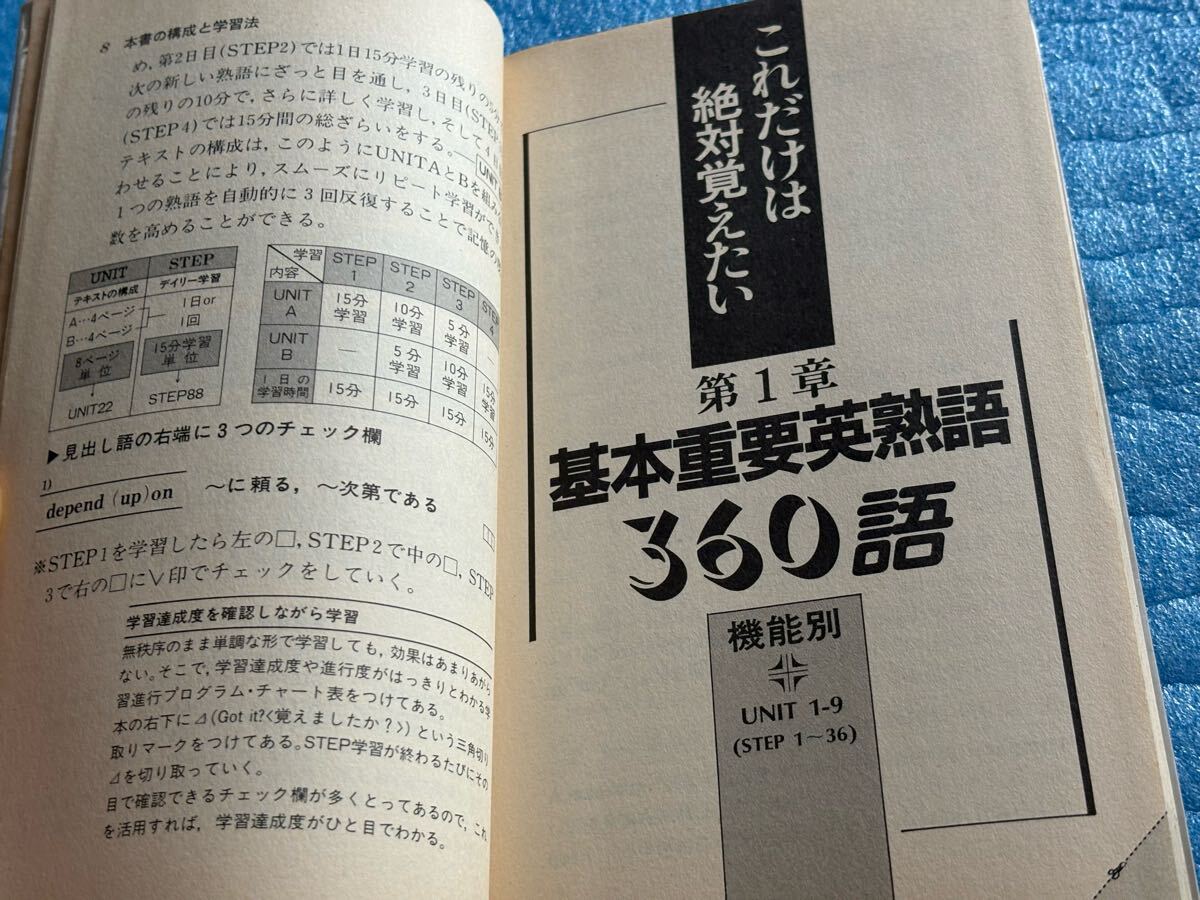 8 本書の構成と学習法
め，第2日目(STEP2)では1日15分学習の残りの5分
次の新しい熟語にざっと目を通し，3日目(STEP
の残りの10分で，さらに詳しく学習し，そして4日
(STEP4)では15分間の総ざらいをする。―UNIT
テキストの構成は，このようにUNITAとBを組み
わせることにより，スムーズにリピート学習ができ
1つの熟語を自動的に3回反復することで記憶の
数を高めることができる。
UNIT STEP
テキストの構成 デイリー学習
A…4ページ 1日or
B…4ページ 1回
8ページ 15分学習
単位 単位
↓ ↓
UNIT22 STEP88
学習 STEP STEP STEP STE
内容 1 2 3 4
UNIT 15分 10分 5分 ―
A 学習 学習 学習
UNIT ― 5分 10分 15分
B 学習 学習 学習
1日の 15分 15分 15分 15分
学習時間
▶見出し語の右端に3つのチェック欄
1)
depend (up)on ～に頼る，～次第である □□
※STEP1を学習したら左の□，STEP2で中の□，STEP
3で右の□に∨印でチェックをしていく。
学習達成度を確認しながら学習
無秩序のまま単調な形で学習しても，効果はあまりあがら
ない。そこで，学習達成度や進行度がはっきりとわかる学
習進行プログラム・チャート表をつけてある。
本の右下に⊿(Got it?<覚えましたか？>)という三角切り
取りマークをつけてある。STEP学習が終わるたびにその
⊿を切り取っていく。
目で確認できるチェック欄が多くとってあるので，これ
を活用すれば，学習達成度がひと目でわかる。
これだけは
絶対覚えたい
第1章
基本重要英熟語
360語
機能別
UNIT 1-9
(STEP 1～36)